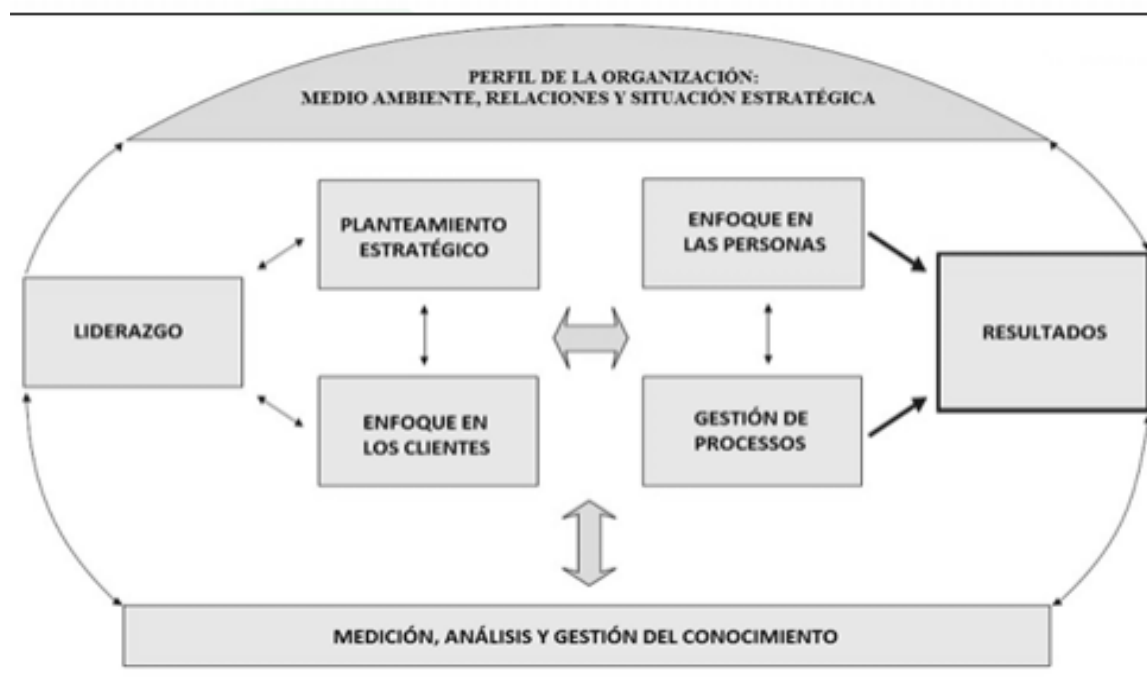 PERFIL DE LA ORGANIZACIÓN:
MEDIO AMBIENTE, RELACIONES Y SITUACIÓN ESTRATÉGICA
PLANTEAMIENTO
ESTRATÉGICO
ENFOQUE EN
LAS PERSONAS
LIDERAZGO
RESULTADOS
ENFOQUE EN
LOS CLIENTES
GESTIÓN DE
PROCESSOS
MEDICIÓN, ANÁLISIS Y GESTIÓN DEL CONOCIMIENTO